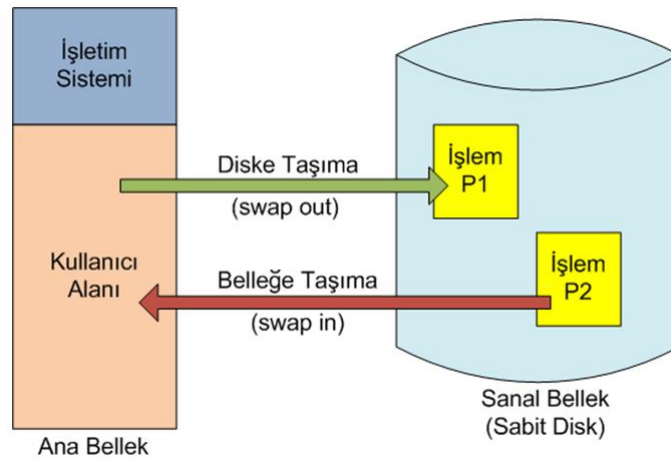 İşletim
Sistemi
Diske Taşıma
(swap out)
İşlem
P1
Kullanıcı
Alanı
Belleğe Taşıma
(swap in)
İşlem
P2
Ana Bellek
Sanal Bellek
(Sabit Disk)